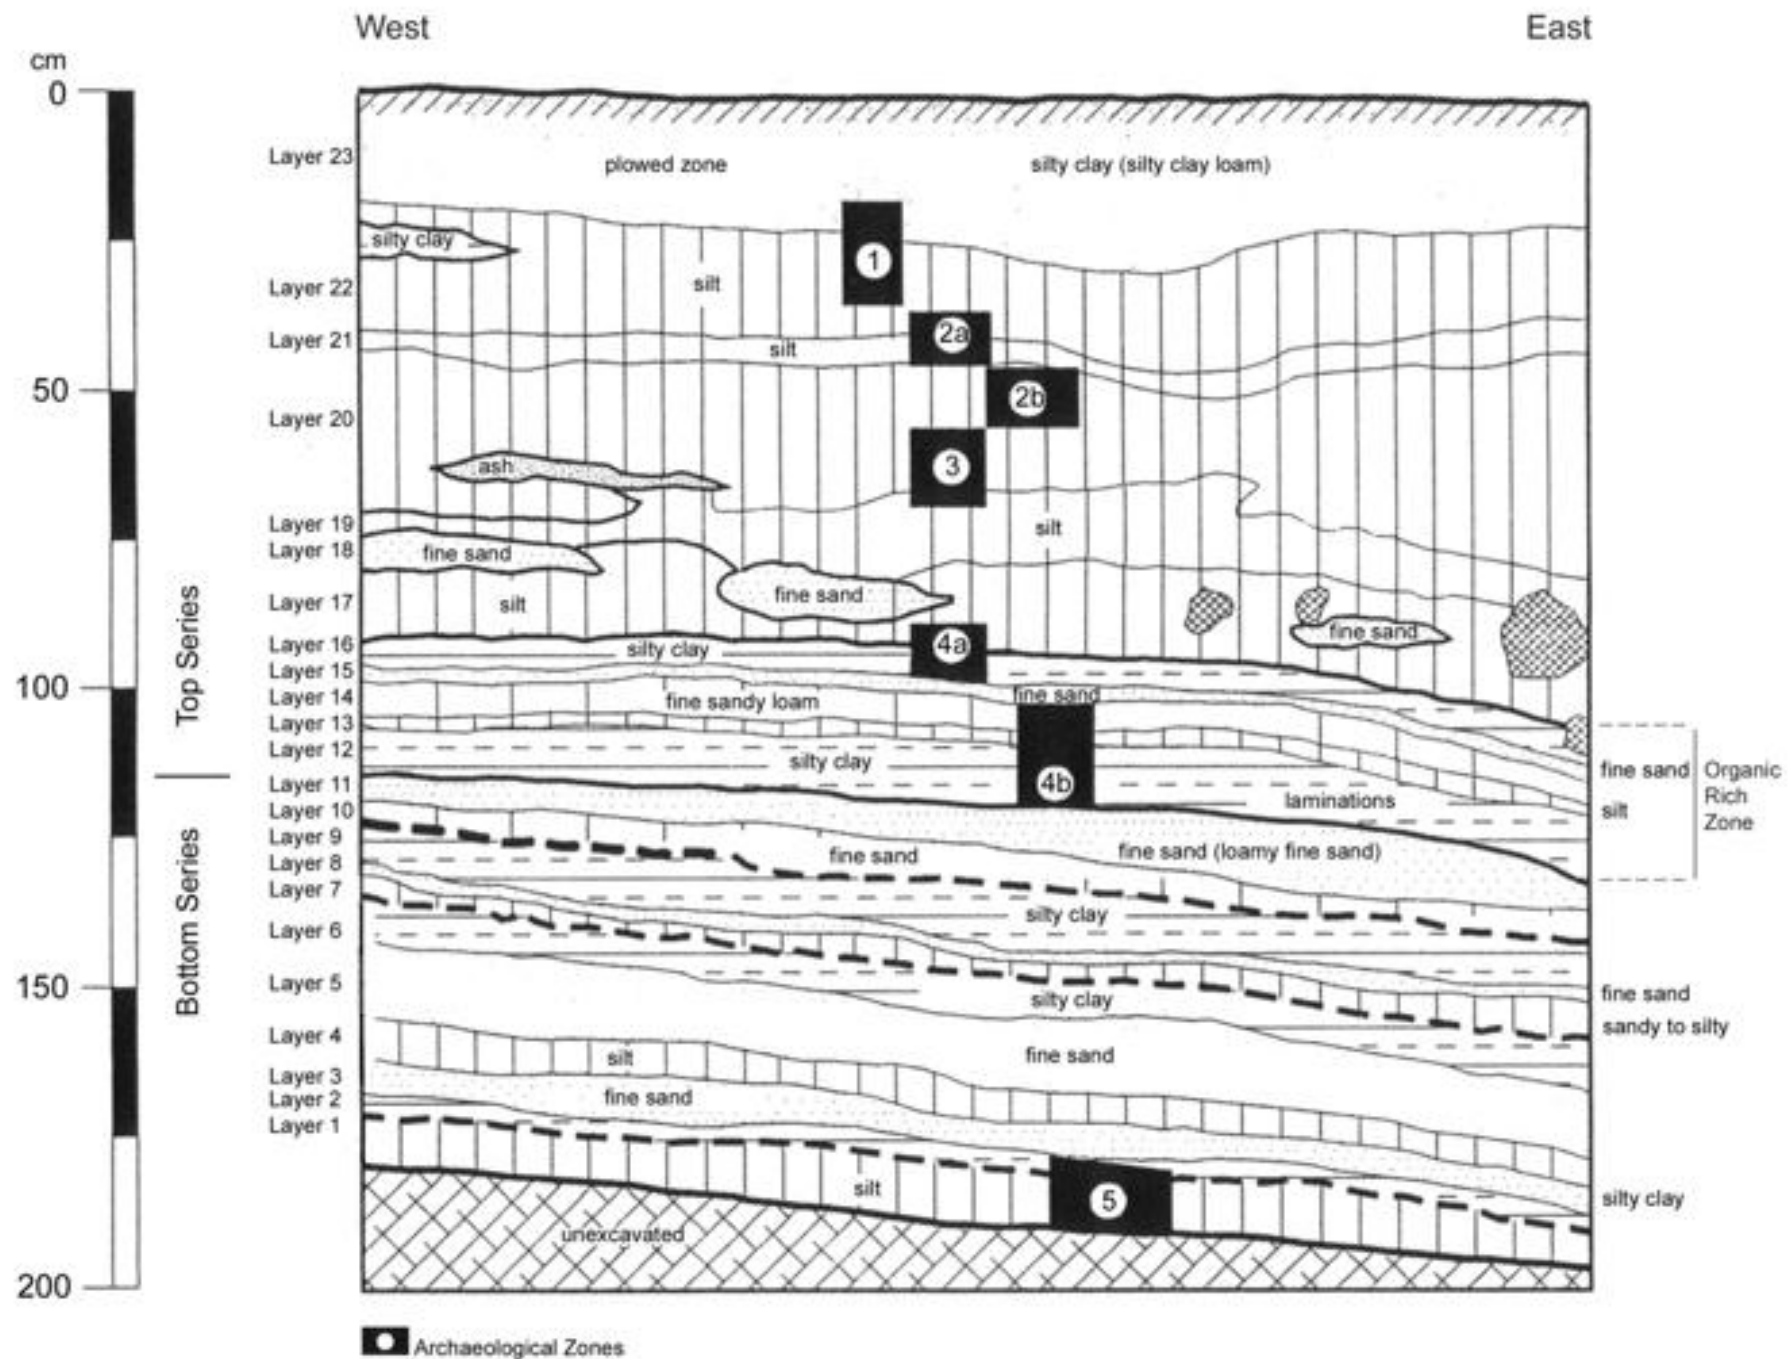 West
East
cm
0
50
100
150
200
Top Series
Bottom Series
Layer 23
Layer 22
Layer 21
Layer 20
Layer 19
Layer 18
Layer 17
Layer 16
Layer 15
Layer 14
Layer 13
Layer 12
Layer 11
Layer 10
Layer 9
Layer 8
Layer 7
Layer 6
Layer 5
Layer 4
Layer 3
Layer 2
Layer 1
plowed zone
silty clay (silty clay loam)
silty clay
1
silt
2a
silt
2b
ash
3
silt
fine sand
fine sand
silt
fine sand
4a
silty clay
fine sand
fine sandy loam
silty clay
4b
laminations
fine sand
fine sand (loamy fine sand)
silty clay
silty clay
fine sand
silt
fine sand
5
silt
unexcavated
fine sand
silt
Organic
Rich
Zone
fine sand
sandy to silty
silty clay
Archaeological Zones